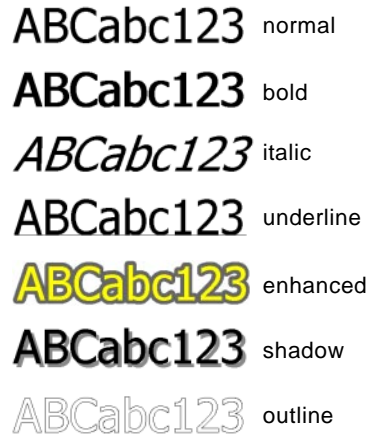 ABCabc123 normal
ABCabc123 bold
ABCabc123 italic
ABCabc123 underline
ABCabc123 enhanced
ABCabc123 shadow
ABCabc123 outline